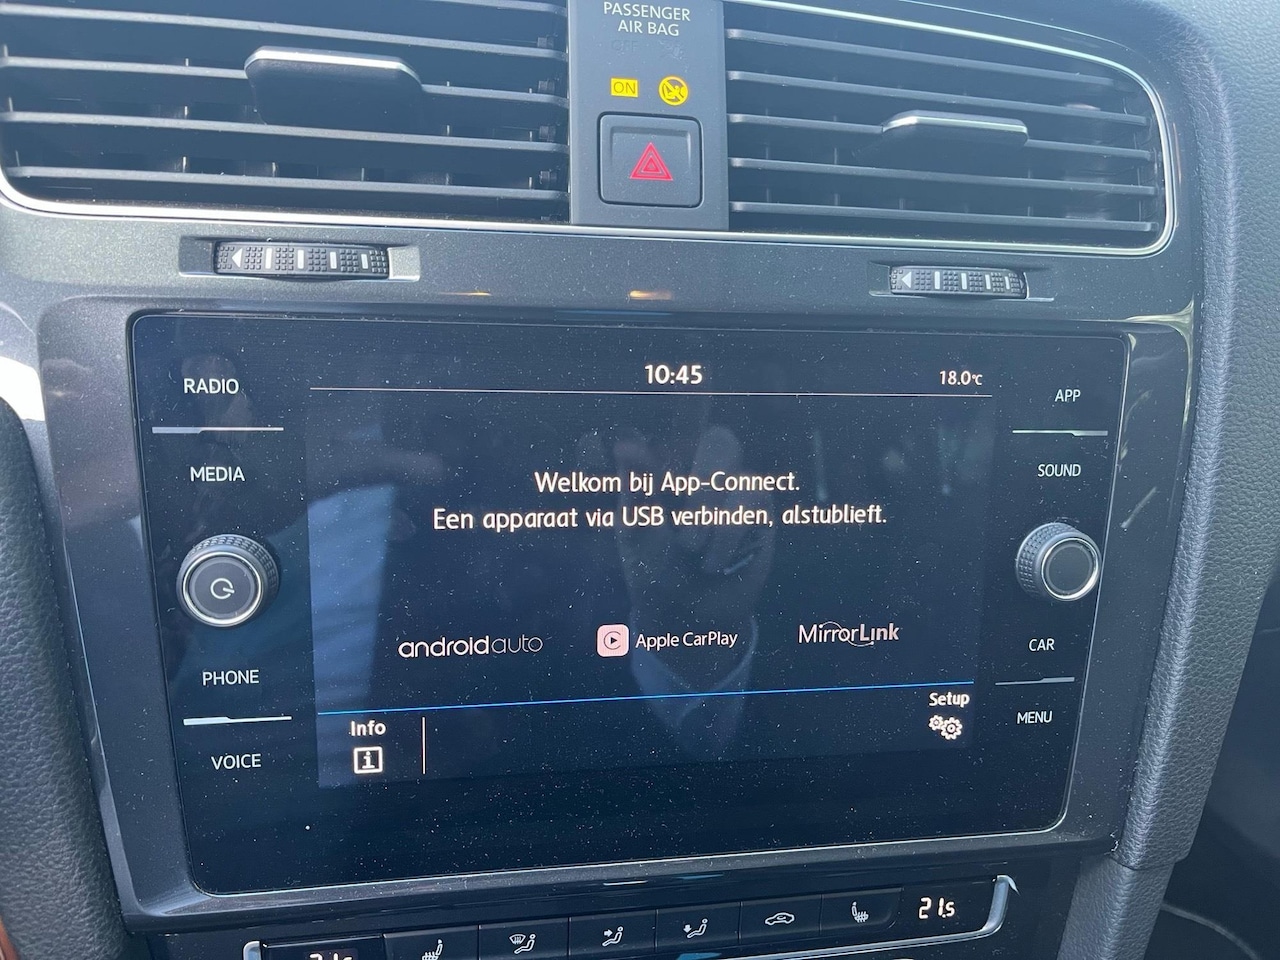 PASSENGER
AIR BAG
OFF
ON
RADIO
10:45
18.0°C
APP
MEDIA
SOUND
Welkom bij App-Connect.
Een apparaat via USB verbinden, alstublieft.
androidauto
Apple CarPlay
MirrorLink
CAR
PHONE
Info
Setup
MENU
VOICE
21.5